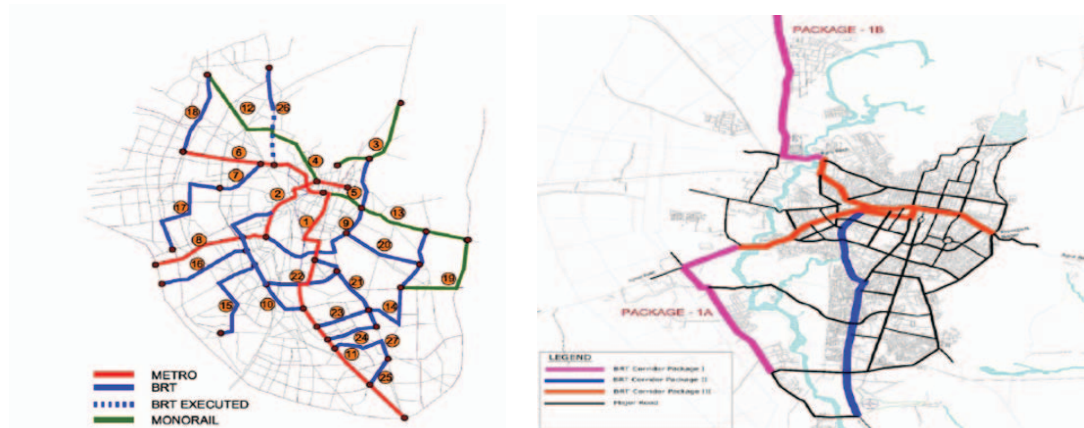 26
18
12
3
6
4
7
5
2
17
13
1
9
8
20
16
22
19
21
10
15
14
23
24
27
11
25
METRO
BRT
BRT EXECUTED
MONORAIL
PACKAGE - 1B
PACKAGE - 1A
LEGEND
BRT Corridor Package I
BRT Corridor Package II
BRT Corridor Package III
Major Road